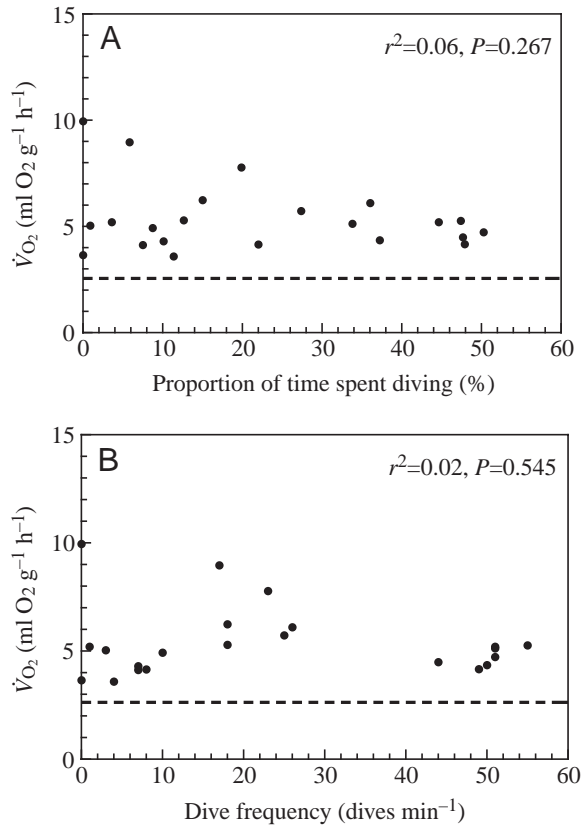 A
r²=0.06, P=0.267
15
10
5
0
V̇O₂ (ml O₂ g⁻¹ h⁻¹)
0 10 20 30 40 50 60
Proportion of time spent diving (%)
B
r²=0.02, P=0.545
15
10
5
0
V̇O₂ (ml O₂ g⁻¹ h⁻¹)
0 10 20 30 40 50 60
Dive frequency (dives min⁻¹)